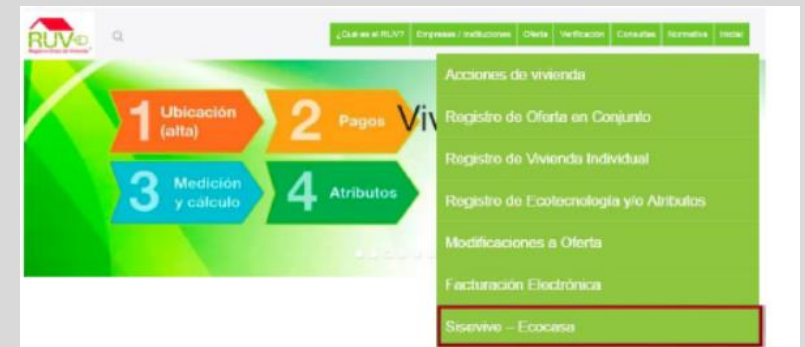 RUV
¿Qué es el RUV? Empresas / Instituciones Oferta Verificación Consultas Normativa Iniciar
1 Ubicación (alta)
2 Pagos
Viv
3 Medición y cálculo
4 Atributos
Acciones de vivienda
Registro de Oferta en Conjunto
Registro de Vivienda Individual
Registro de Ecotecnología y/o Atributos
Modificaciones a Oferta
Facturación Electrónica
Sisevive – Ecocasa